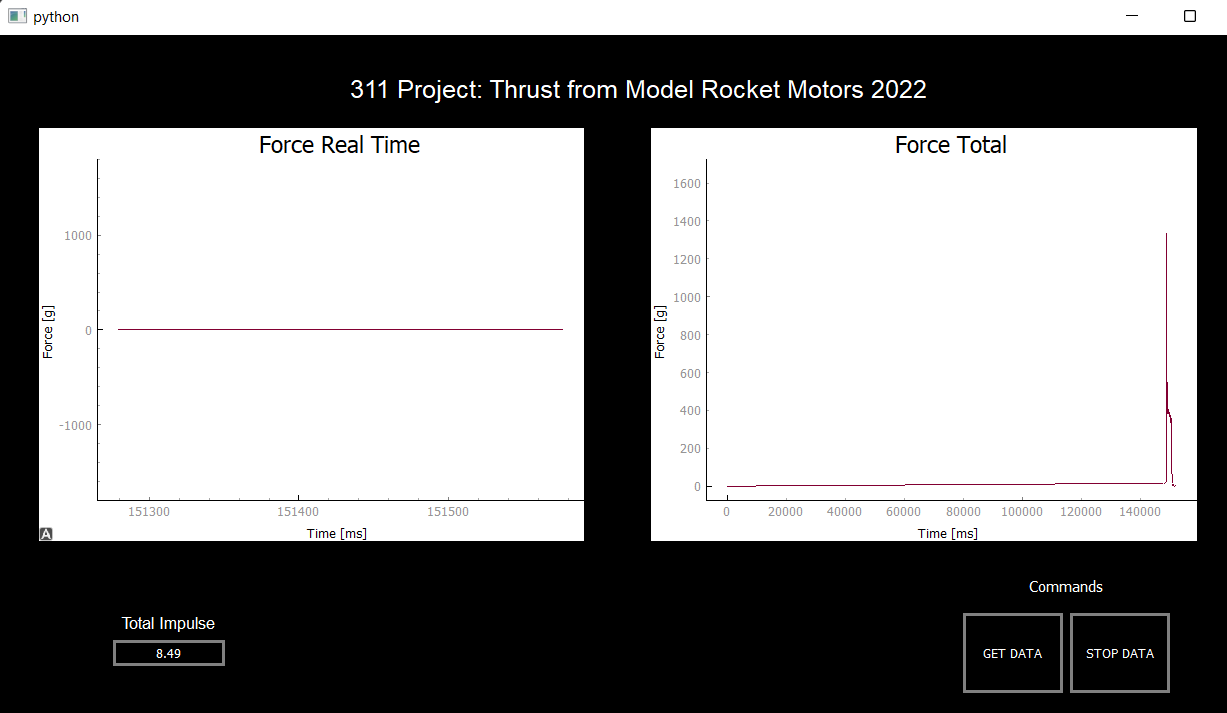 python
311 Project: Thrust from Model Rocket Motors 2022
Force Real Time
1000
0
-1000
Force [g]
151300 151400 151500
Time [ms]
A
Force Total
1600
1400
1200
1000
800
600
400
200
0
Force [g]
0 20000 40000 60000 80000 100000 120000 140000
Time [ms]
Total Impulse
8.49
Commands
GET DATA STOP DATA